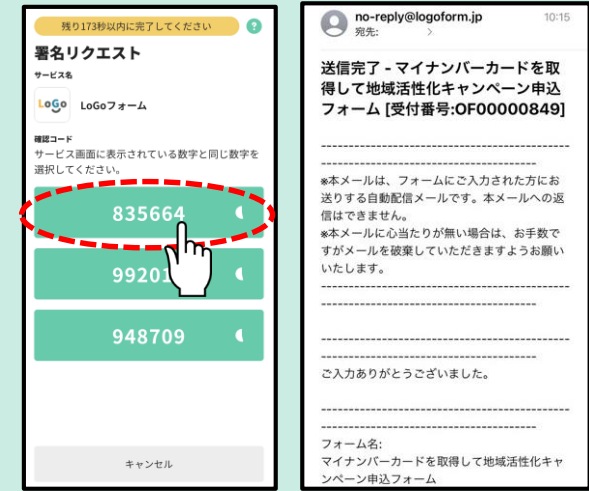 残り173秒以内に完了してください
?
署名リクエスト
サービス名
LoGo
LoGoフォーム
確認コード
サービス画面に表示されている数字と同じ数字を
選択してください。
835664
9920
948709
キャンセル
no-reply@logoform.jp
10:15
宛先:
送信完了 - マイナンバーカードを取
得して地域活性化キャンペーン申込
フォーム [受付番号:OF00000849]
-------------------------------------------------
------------------------------------------
※本メールは、フォームにご入力された方にお
送りする自動配信メールです。本メールへの返
信はできません。
※本メールに心当たりが無い場合は、お手数で
すがメールを破棄していただきますようお願い
いたします。
-------------------------------------------------
------------------------------------------
-------------------------------------------------
------------------------------------------
ご入力ありがとうございました。
-------------------------------------------------
------------------------------------------
フォーム名:
マイナンバーカードを取得して地域活性化キャ
ンペーン申込フォーム